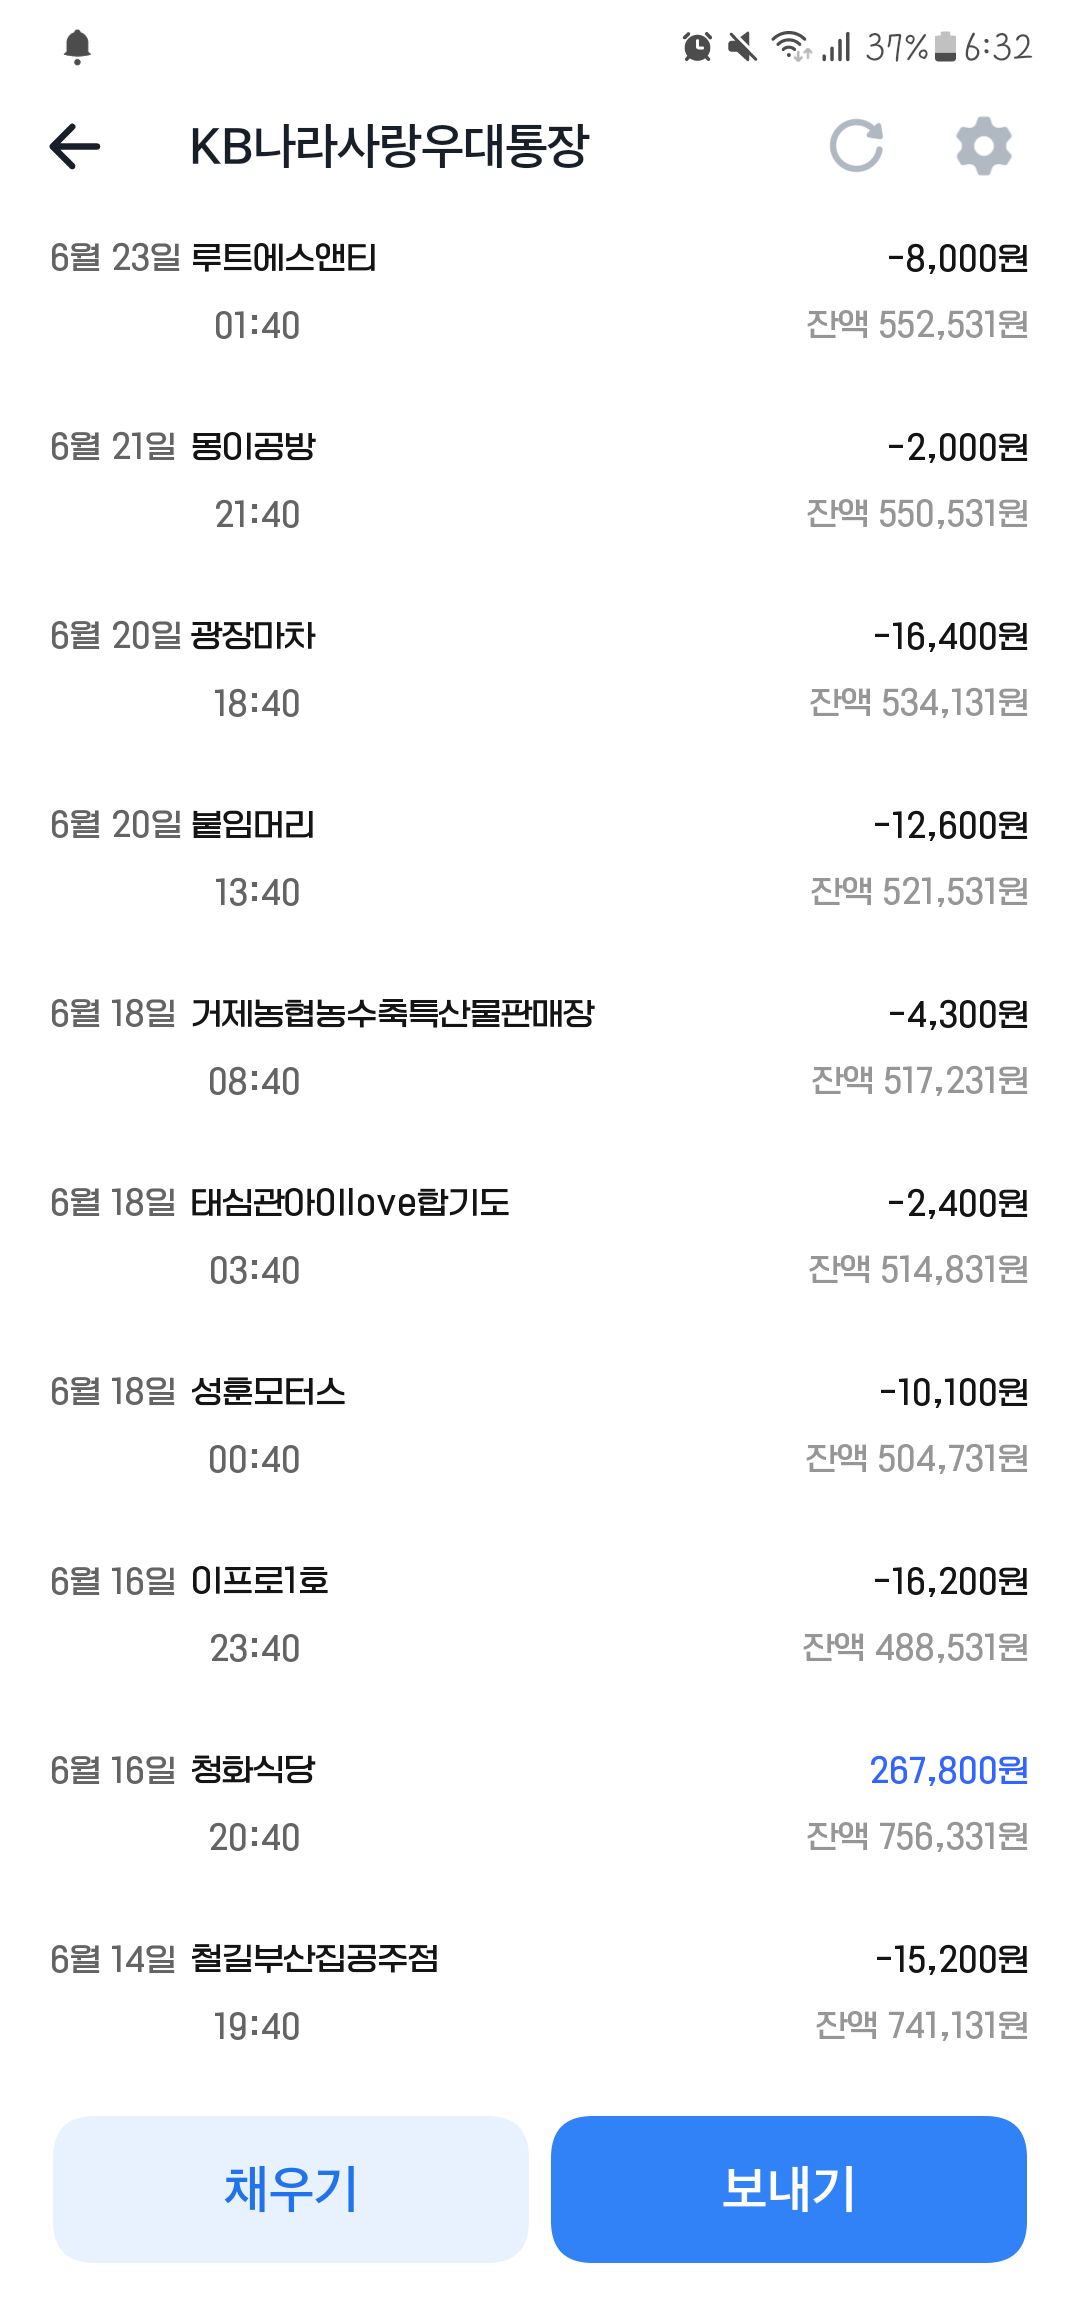 37% 6:32
KB나라사랑우대통장
6월 23일 루트에스앤티 -8,000원
01:40 잔액 552,531원
6월 21일 몽이공방 -2,000원
21:40 잔액 550,531원
6월 20일 광장마차 -16,400원
18:40 잔액 534,131원
6월 20일 붙임머리 -12,600원
13:40 잔액 521,531원
6월 18일 거제농협농수축특산물판매장 -4,300원
08:40 잔액 517,231원
6월 18일 태심관아이love합기도 -2,400원
03:40 잔액 514,831원
6월 18일 성훈모터스 -10,100원
00:40 잔액 504,731원
6월 16일 이프로1호 -16,200원
23:40 잔액 488,531원
6월 16일 청화식당 267,800원
20:40 잔액 756,331원
6월 14일 철길부산집공주점 -15,200원
19:40 잔액 741,131원
채우기 보내기